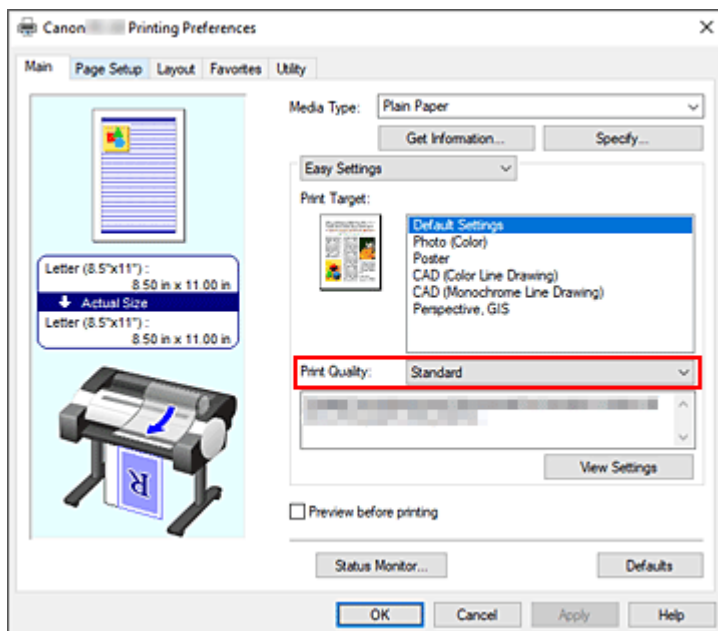 Canon Printing Preferences
Main Page Setup Layout Favorites Utility
Media Type: Plain Paper
Get Information... Specify...
Easy Settings
Print Target:
Default Settings
Photo (Color)
Poster
CAD (Color Line Drawing)
CAD (Monochrome Line Drawing)
Perspective, GIS
Letter (8.5"x11") :
8.50 in x 11.00 in
Actual Size
Letter (8.5"x11") :
8.50 in x 11.00 in
Print Quality: Standard
View Settings
Preview before printing
Status Monitor... Defaults
OK Cancel Apply Help
R